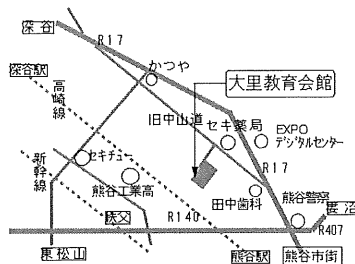 深谷
R17
かつや
深谷駅
大里教育会館
高崎線
旧中山道
セキ薬局
EXPO
デジタルセンター
新幹線
セキチュー
R17
熊谷工業高
田中歯科
熊谷警察
妻沼
秩父
R140
R407
東松山
熊谷駅
熊谷市街